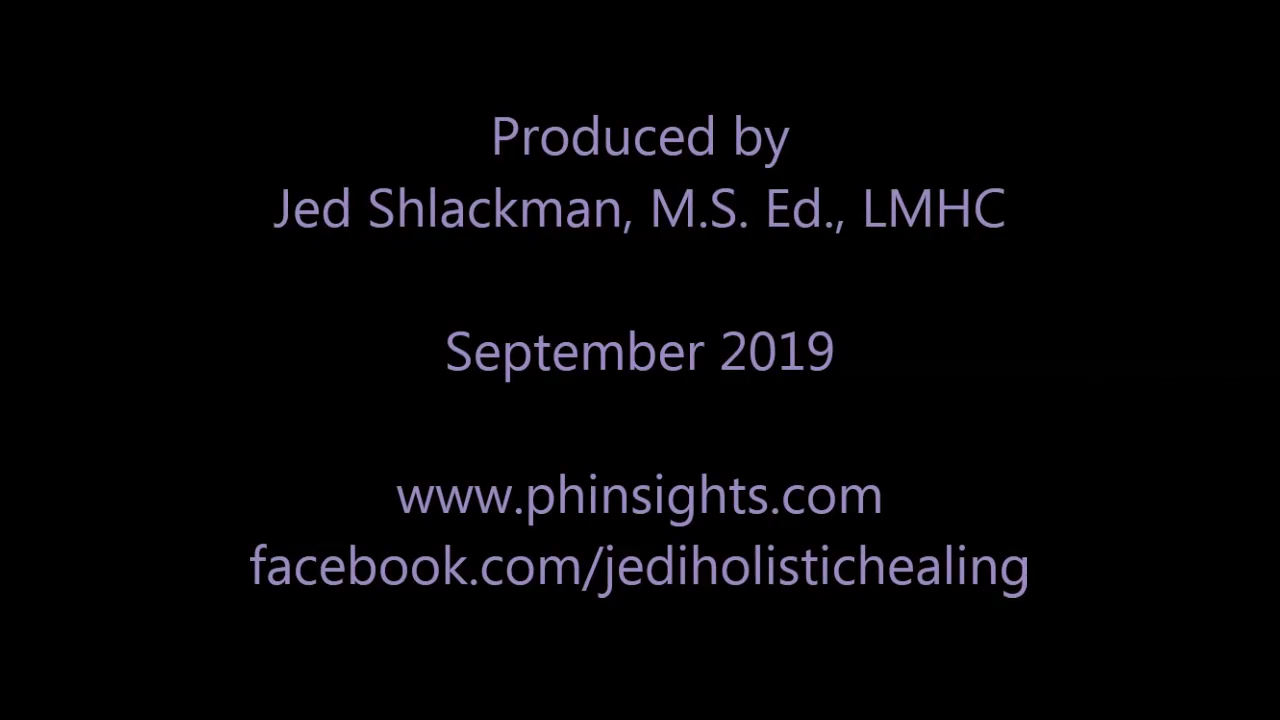 Produced by
Jed Shlackman, M.S. Ed., LMHC
September 2019
www.phinsights.com
facebook.com/jediholistichealing